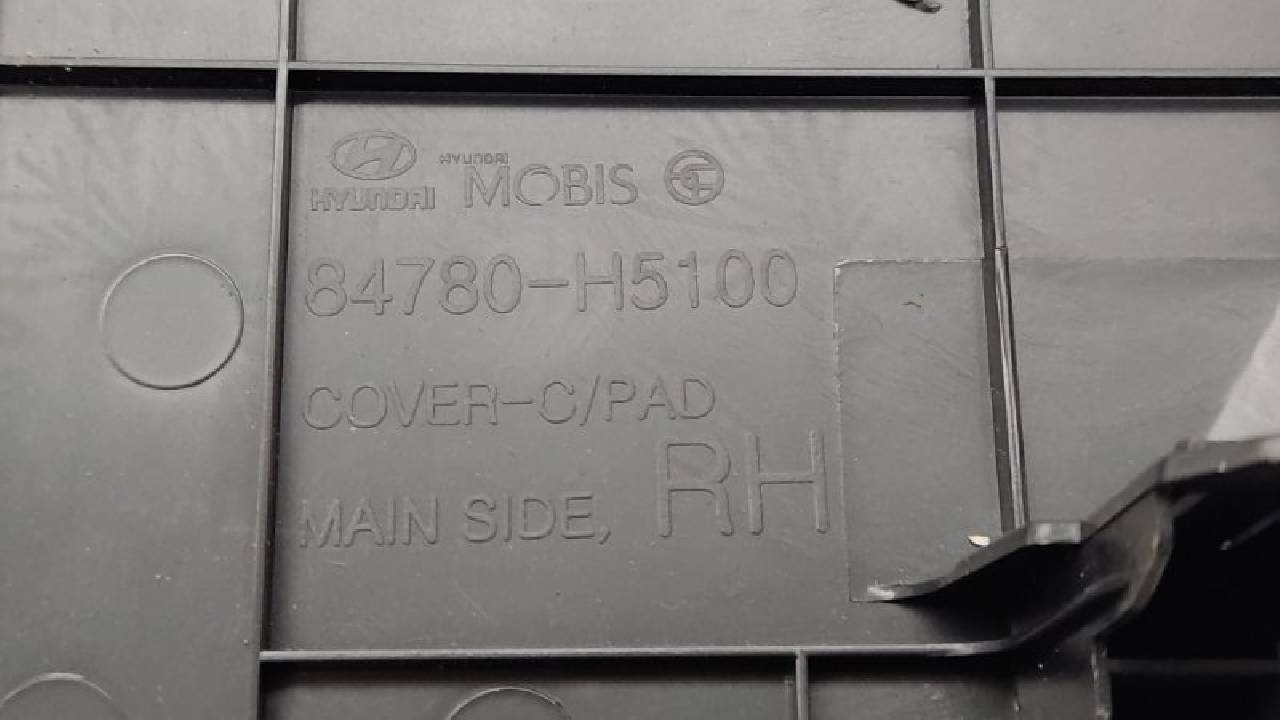 HYUNDAI HYUNDAI MOBIS
84780-H5100
COVER-C/PAD
MAIN SIDE, RH